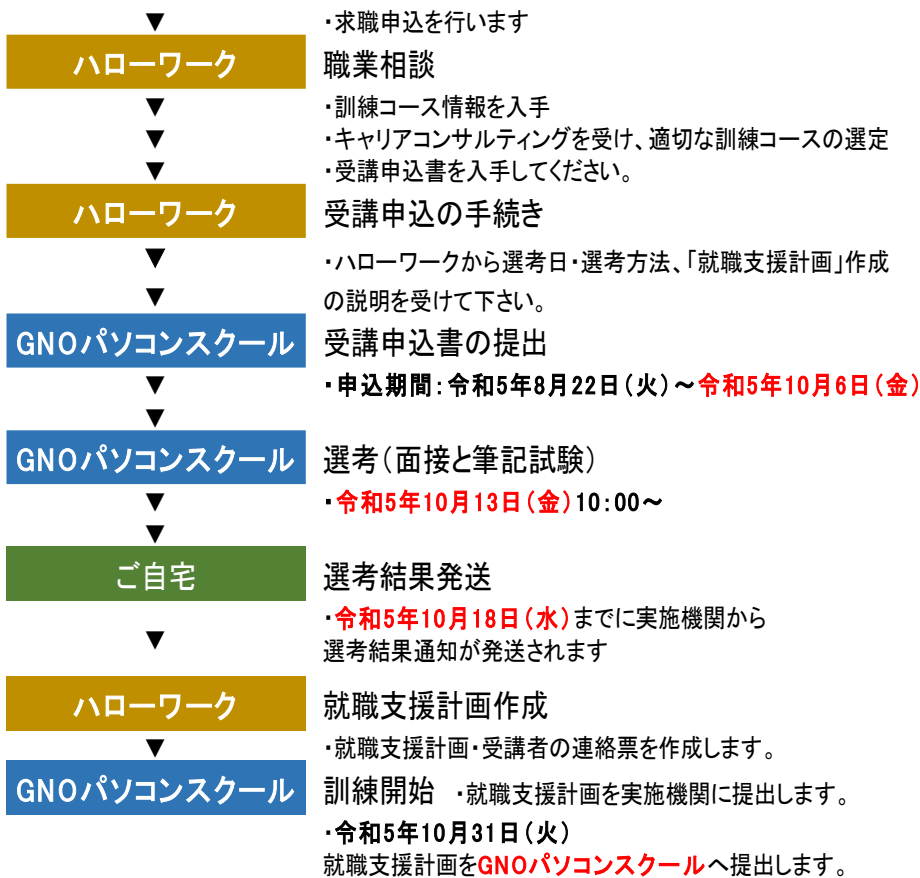 ▼ ・求職申込を行います
ハローワーク 職業相談
▼ ・訓練コース情報を入手
▼ ・キャリアコンサルティングを受け、適切な訓練コースの選定
▼ ・受講申込書を入手してください。
ハローワーク 受講申込の手続き
▼ ・ハローワークから選考日・選考方法、「就職支援計画」作成
▼ の説明を受けて下さい。
GNOパソコンスクール 受講申込書の提出
▼ ・申込期間：令和5年8月22日（火）～令和5年10月6日（金）
▼
GNOパソコンスクール 選考（面接と筆記試験）
▼ ・令和5年10月13日（金）10：00～
▼
ご自宅 選考結果発送
・令和5年10月18日（水）までに実施機関から
▼ 選考結果通知が発送されます
ハローワーク 就職支援計画作成
▼ ・就職支援計画・受講者の連絡票を作成します。
GNOパソコンスクール 訓練開始 ・就職支援計画を実施機関に提出します。
・令和5年10月31日（火）
就職支援計画をGNOパソコンスクールへ提出します。